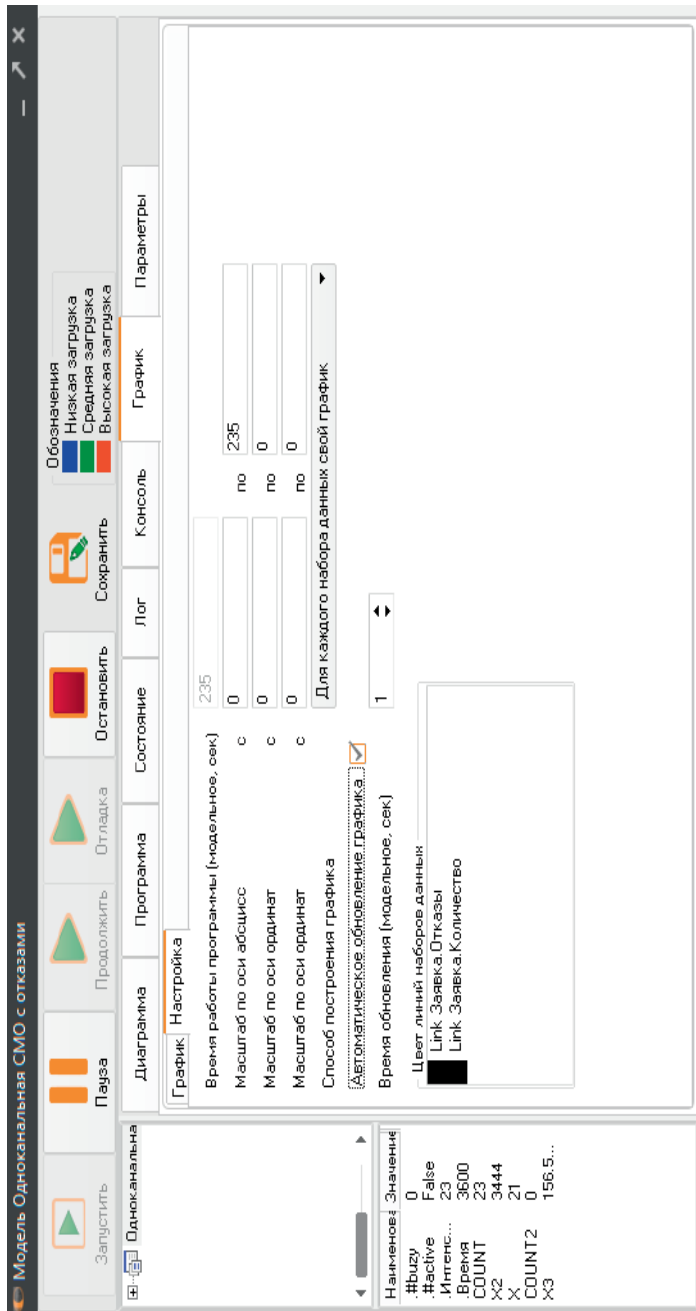 Модель Одноканальная СМО с отказами
Запустить
Пауза
Продолжить
Отладка
Остановить
Сохранить
Обозначения
Низкая загрузка
Средняя загрузка
Высокая загрузка
Одноканальна
Наименова Значение
.#buzy 0
.#active False
.Интенс... 23
.Время 3600
COUNT 23
X2 3444
X 21
COUNT2 0
X3 156.5...
Диаграмма Программа Состояние Лог Консоль График Параметры
График Настройка
Время работы программы (модельное, сек) 235
Масштаб по оси абсцисс с 0 по 235
Масштаб по оси ординат с 0 по 0
Масштаб по оси ординат с 0 по 0
Способ построения графика Для каждого набора данных свой график
Автоматическое обновление графика
Время обновления (модельное, сек) 1
Цвет линий наборов данных
Link_Заявка.Отказы
Link_Заявка.Количество